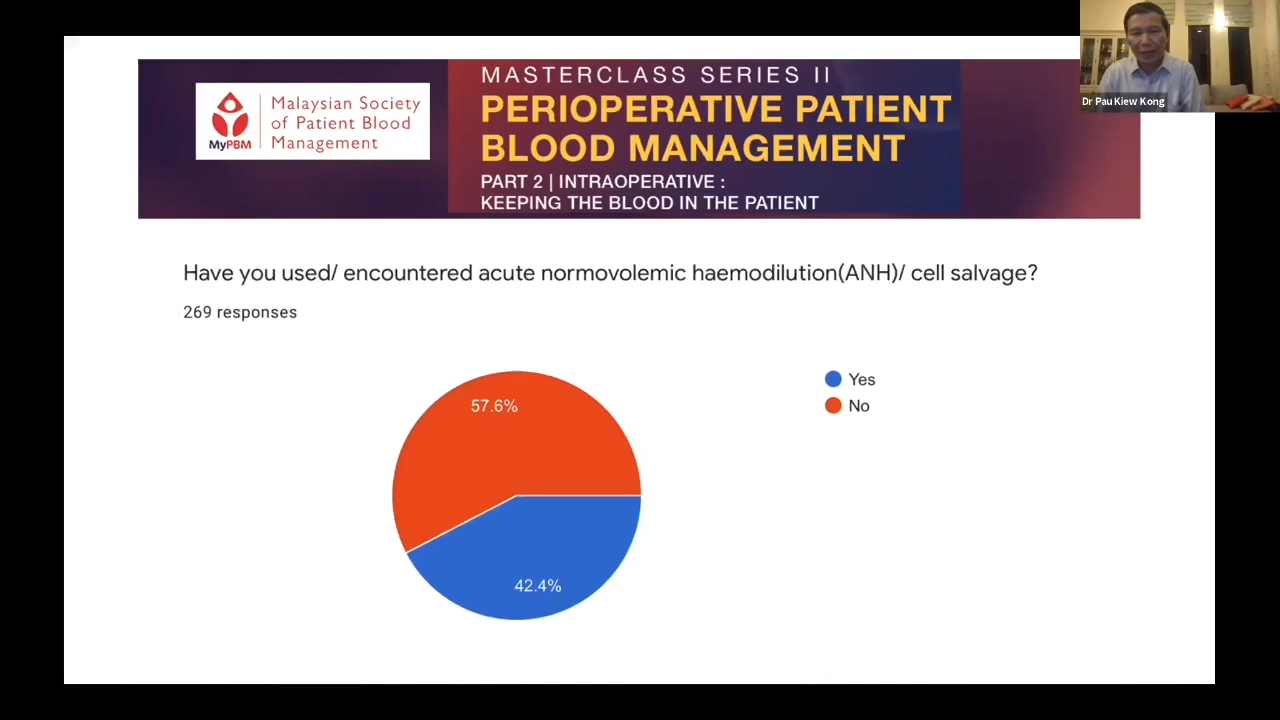 MASTERCLASS SERIES II
PERIOPERATIVE PATIENT
BLOOD MANAGEMENT
PART 2 | INTRAOPERATIVE :
KEEPING THE BLOOD IN THE PATIENT
Malaysian Society
of Patient Blood
Management
MyPBM
Dr Pau Kiew Kong
Have you used/ encountered acute normovolemic haemodilution(ANH)/ cell salvage?
269 responses
57.6%
42.4%
Yes
No